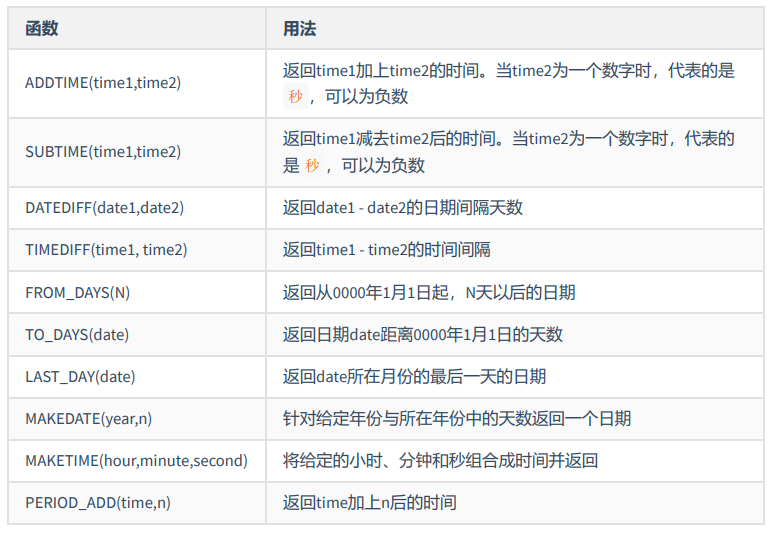 函数 用法
ADDTIME(time1,time2) 返回time1加上time2的时间。当time2为一个数字时，代表的是
秒，可以为负数
SUBTIME(time1,time2) 返回time1减去time2后的时间。当time2为一个数字时，代表的
是 秒，可以为负数
DATEDIFF(date1,date2) 返回date1 - date2的日期间隔天数
TIMEDIFF(time1, time2) 返回time1 - time2的时间间隔
FROM_DAYS(N) 返回从0000年1月1日起，N天以后的日期
TO_DAYS(date) 返回日期date距离0000年1月1日的天数
LAST_DAY(date) 返回date所在月份的最后一天的日期
MAKEDATE(year,n) 针对给定年份与所在年份中的天数返回一个日期
MAKETIME(hour,minute,second) 将给定的小时、分钟和秒组合成时间并返回
PERIOD_ADD(time,n) 返回time加上n后的时间